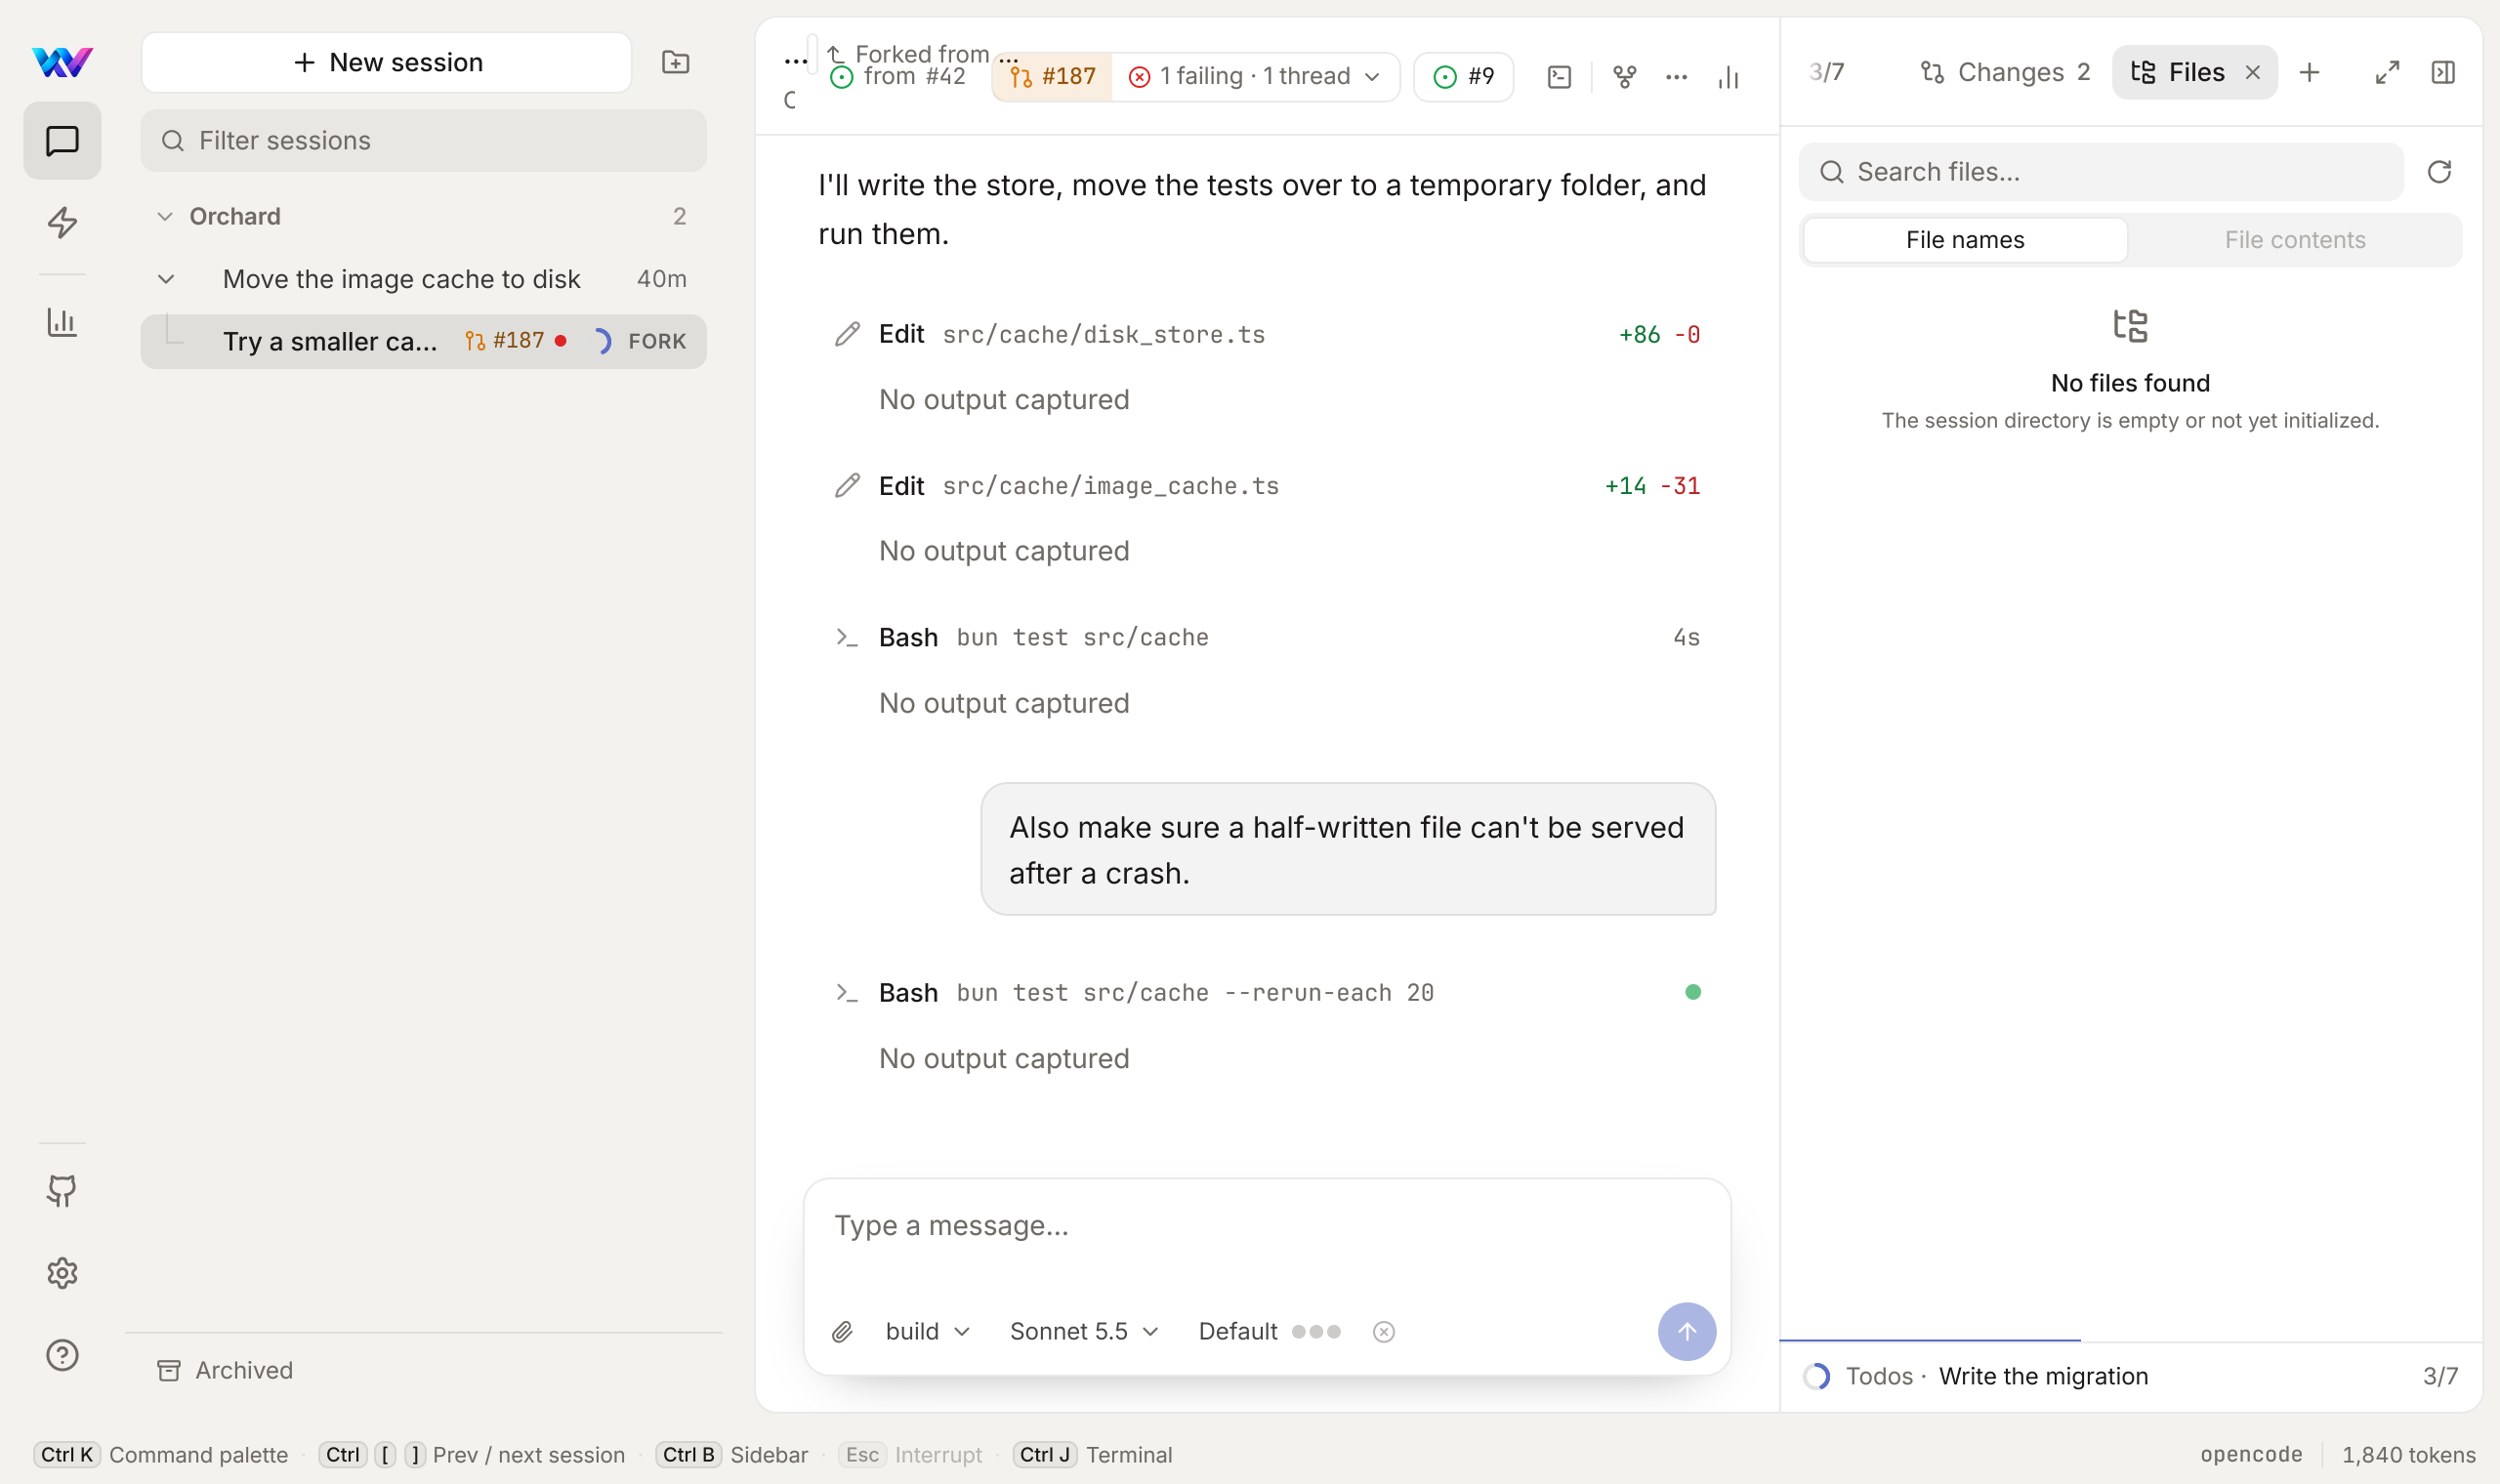 New session
Filter sessions
Orchard 2
Move the image cache to disk 40m
Try a smaller ca... #187 FORK
Archived
... Forked from ...
from #42 #187 1 failing · 1 thread #9
I'll write the store, move the tests over to a temporary folder, and
run them.
Edit src/cache/disk_store.ts +86 -0
No output captured
Edit src/cache/image_cache.ts +14 -31
No output captured
Bash bun test src/cache 4s
No output captured
Also make sure a half-written file can't be served
after a crash.
Bash bun test src/cache --rerun-each 20
No output captured
Type a message...
build Sonnet 5.5 Default
3/7 Changes 2 Files
Search files...
File names File contents
No files found
The session directory is empty or not yet initialized.
Todos · Write the migration 3/7
Ctrl K Command palette · Ctrl [ ] Prev / next session · Ctrl B Sidebar · Esc Interrupt · Ctrl J Terminal
opencode 1,840 tokens